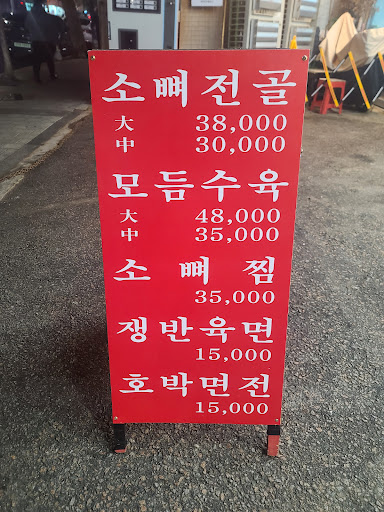 소뼈전골
大 38,000
中 30,000
모듬수육
大 48,000
中 35,000
소뼈찜
35,000
쟁반육면
15,000
호박면전
15,000